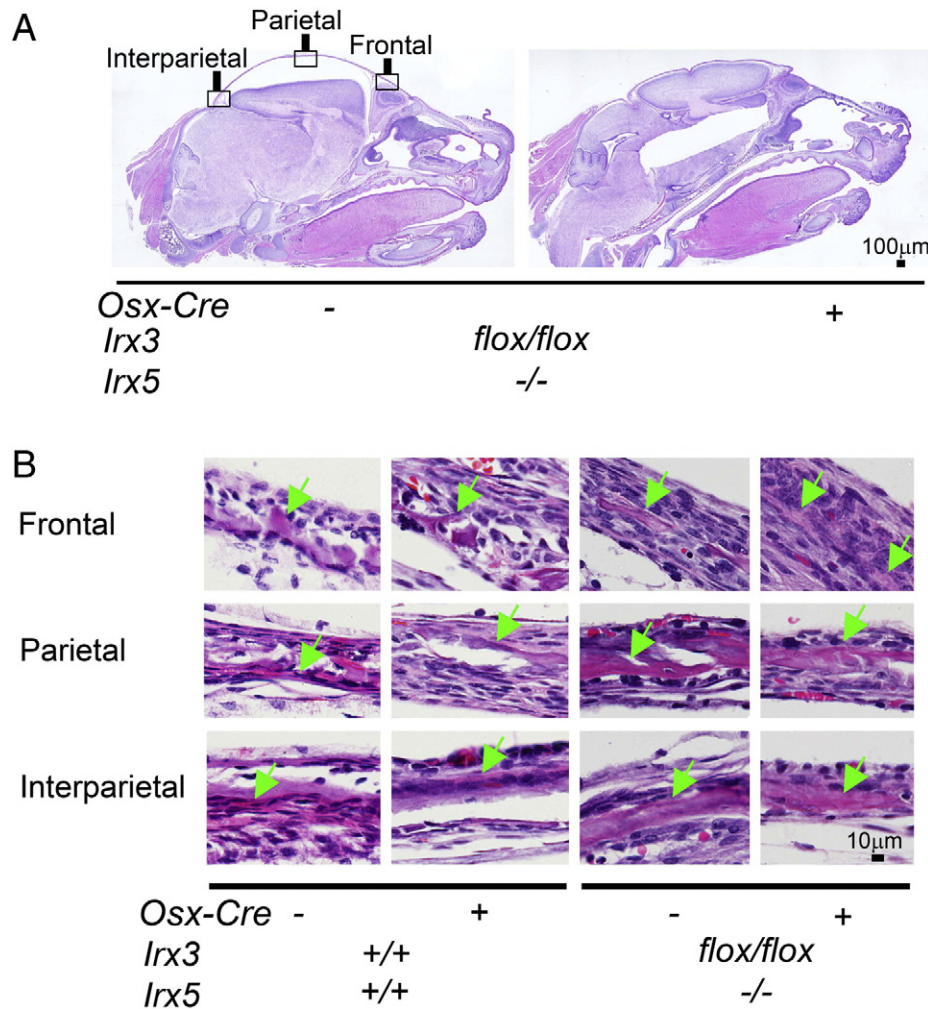 A
Parietal
Interparietal
Frontal
100μm
Osx-Cre - +
Irx3 flox/flox
Irx5 -/-
B
Frontal
Parietal
Interparietal
10μm
Osx-Cre - + - +
Irx3 +/+ flox/flox
Irx5 +/+ -/-